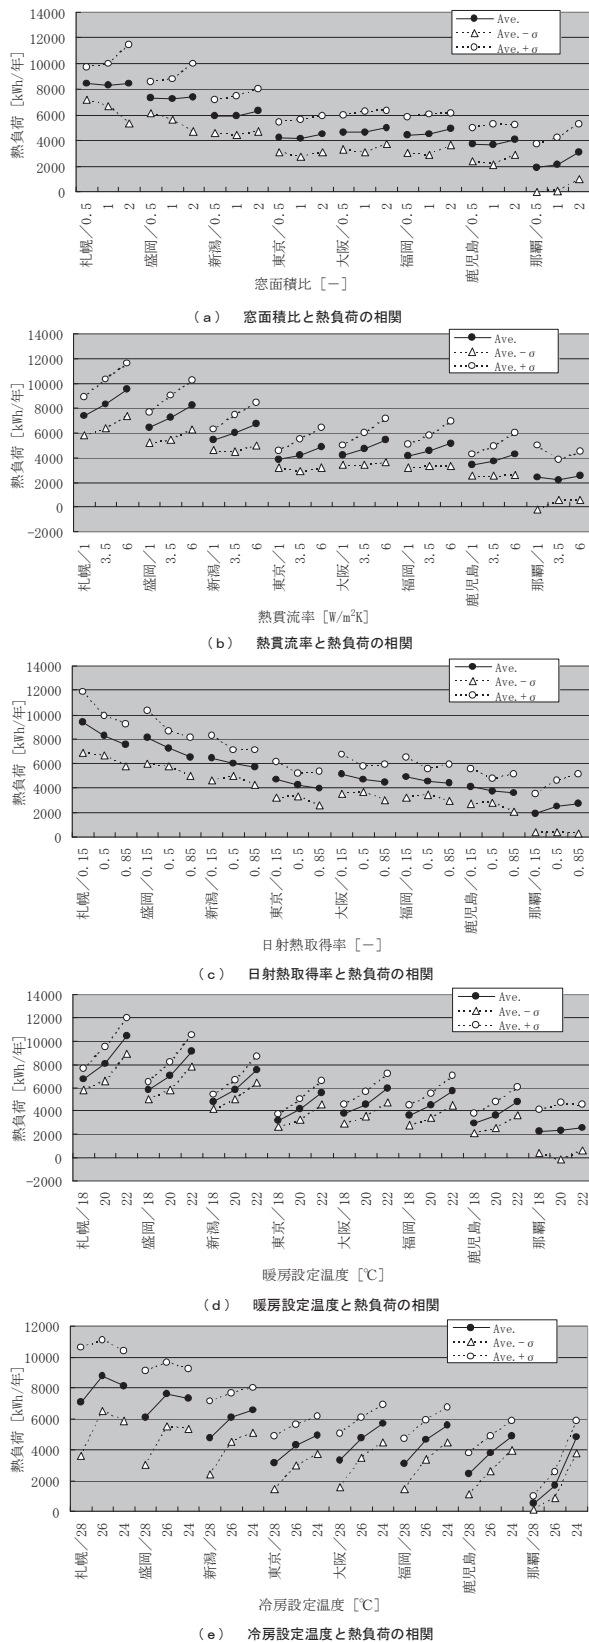 14000
12000
10000
8000
6000
4000
2000
0
熱負荷 [kWh/年]
Ave.
Ave.-σ
Ave.+σ
札幌/0.5
1
2
盛岡/0.5
1
2
新潟/0.5
1
2
東京/0.5
1
2
大阪/0.5
1
2
福岡/0.5
1
2
鹿児島/0.5
1
2
那覇/0.5
1
2
窓面積比 [−]
(a) 窓面積比と熱負荷の相関
14000
12000
10000
8000
6000
4000
2000
0
-2000
熱負荷 [kWh/年]
Ave.
Ave.-σ
Ave.+σ
札幌/1
3.5
6
盛岡/1
3.5
6
新潟/1
3.5
6
東京/1
3.5
6
大阪/1
3.5
6
福岡/1
3.5
6
鹿児島/1
3.5
6
那覇/1
3.5
6
熱貫流率 [W/m²K]
(b) 熱貫流率と熱負荷の相関
14000
12000
10000
8000
6000
4000
2000
0
熱負荷 [kWh/年]
Ave.
Ave.-σ
Ave.+σ
札幌/0.15
0.5
0.85
盛岡/0.15
0.5
0.85
新潟/0.15
0.5
0.85
東京/0.15
0.5
0.85
大阪/0.15
0.5
0.85
福岡/0.15
0.5
0.85
鹿児島/0.15
0.5
0.85
那覇/0.15
0.5
0.85
日射熱取得率 [−]
(c) 日射熱取得率と熱負荷の相関
14000
12000
10000
8000
6000
4000
2000
0
-2000
熱負荷 [kWh/年]
Ave.
Ave.-σ
Ave.+σ
札幌/18
20
22
盛岡/18
20
22
新潟/18
20
22
東京/18
20
22
大阪/18
20
22
福岡/18
20
22
鹿児島/18
20
22
那覇/18
20
22
暖房設定温度 [℃]
(d) 暖房設定温度と熱負荷の相関
12000
10000
8000
6000
4000
2000
0
熱負荷 [kWh/年]
Ave.
Ave.-σ
Ave.+σ
札幌/28
26
24
盛岡/28
26
24
新潟/28
26
24
東京/28
26
24
大阪/28
26
24
福岡/28
26
24
鹿児島/28
26
24
那覇/28
26
24
冷房設定温度 [℃]
(e) 冷房設定温度と熱負荷の相関